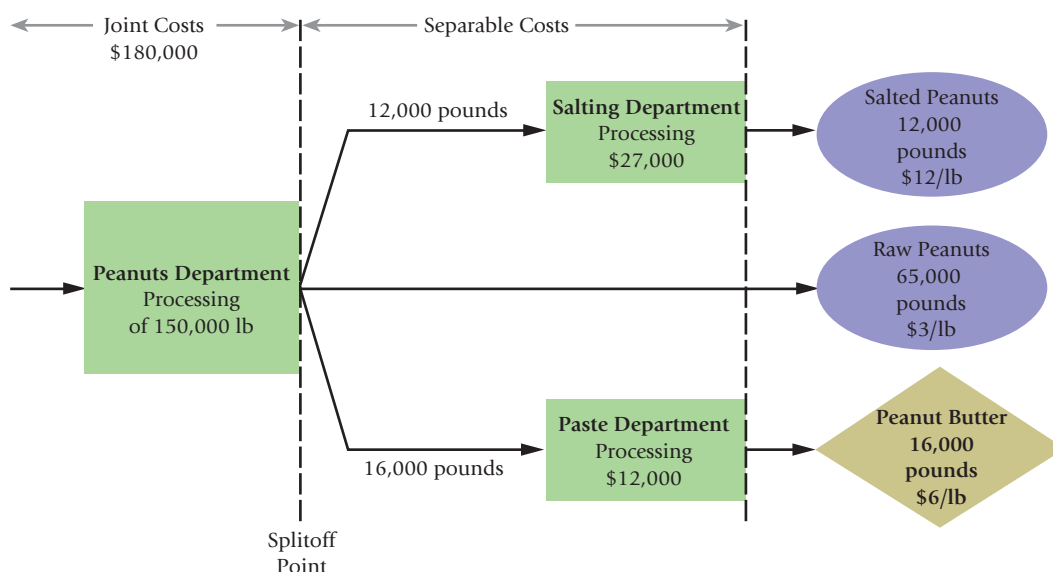 Joint Costs
$180,000
Separable Costs
12,000 pounds
Salting Department
Processing
$27,000
Salted Peanuts
12,000
pounds
$12/lb
Peanuts Department
Processing
of 150,000 lb
Raw Peanuts
65,000
pounds
$3/lb
16,000 pounds
Paste Department
Processing
$12,000
Peanut Butter
16,000
pounds
$6/lb
Splitoff
Point